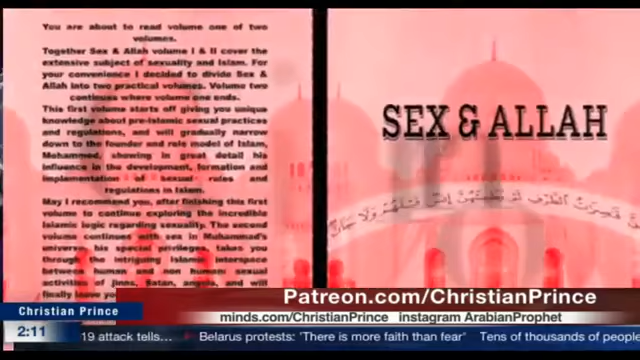 You are about to read volume one of two
volumes.
Together Sex & Allah volume I & II cover the
extensive subject of sexuality and Islam. For
your convenience I decided to divide Sex &
Allah into two practical volumes. Volume two
continues where volume one ends.
This first volume starts off giving you unique
knowledge about pre-Islamic sexual practices
and regulations, and will gradually narrow
down to the founder and role model of Islam,
Mohammed, showing in great detail his
influence in the development, formation and
implementation of sexual rules and
regulations in Islam.
May I recommend you, after finishing this first
volume to continue exploring the incredible
Islamic logic regarding sexuality. The second
volume continues with sex in Muhammad's
universe his special privileges, takes you
through the intriguing Islamic interspace
between human and non human sexual
activities of jinns, Satan, angels, and will
finally leave you
SEX & ALLAH
Patreon.com/ChristianPrince
Christian Prince
minds.com/ChristianPrince instagram ArabianProphet
2:11 19 attack tells... Belarus protests: 'There is more faith than fear' Tens of thousands of people